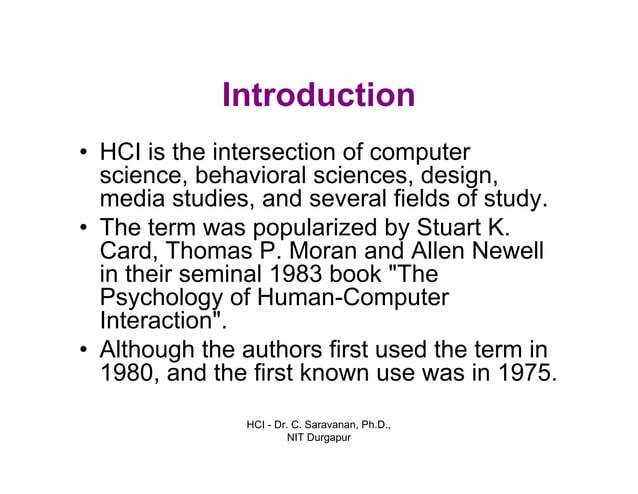 Introduction
• HCI is the intersection of computer
science, behavioral sciences, design,
media studies, and several fields of study.
• The term was popularized by Stuart K.
Card, Thomas P. Moran and Allen Newell
in their seminal 1983 book "The
Psychology of Human-Computer
Interaction".
• Although the authors first used the term in
1980, and the first known use was in 1975.
HCI - Dr. C. Saravanan, Ph.D.,
NIT Durgapur